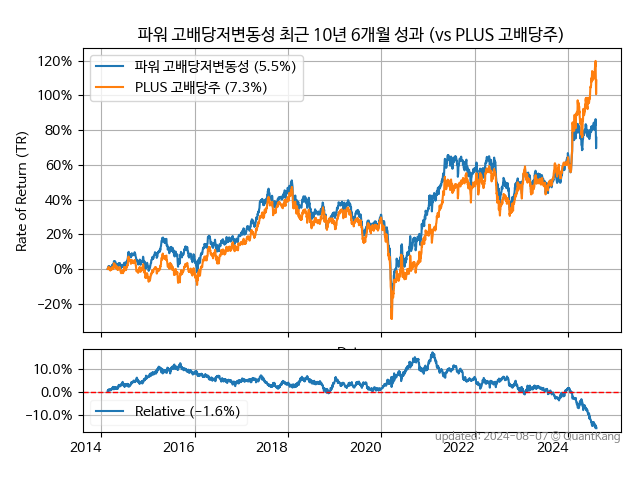 파워 고배당저변동성 최근 10년 6개월 성과 (vs PLUS 고배당주)
파워 고배당저변동성 (5.5%)
PLUS 고배당주 (7.3%)
Rate of Return (TR)
120%
100%
80%
60%
40%
20%
0%
−20%
10.0%
0.0%
−10.0%
Relative (−1.6%)
2014 2016 2018 2020 2022 2024
updated: 2024-08-07 © QuantKang